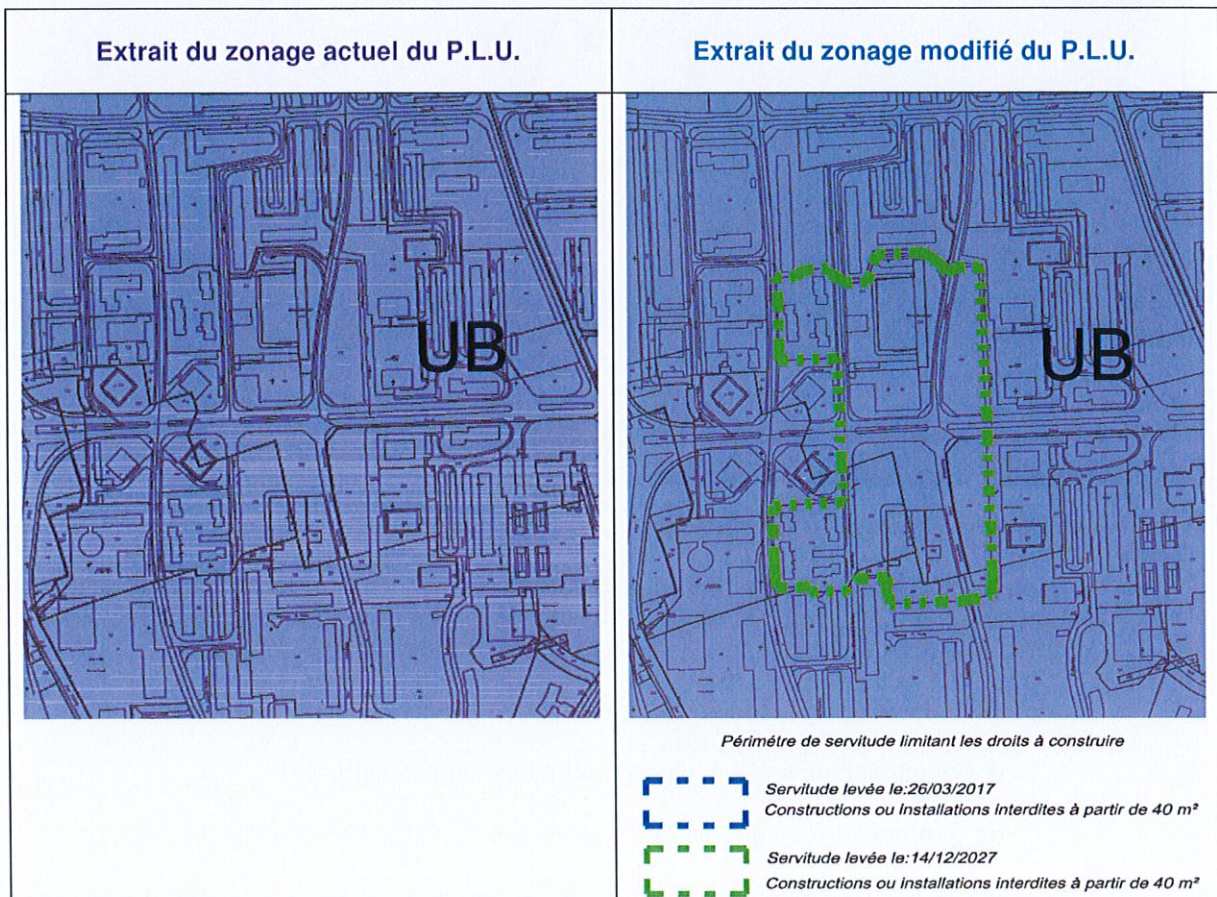 Extrait du zonage actuel du P.L.U.
Extrait du zonage modifié du P.L.U.
UB
UB
Périmétre de servitude limitant les droits à construire
Servitude levée le:26/03/2017
Constructions ou Installations Interdites à partir de 40 m²
Servitude levée le:14/12/2027
Constructions ou Installations interdites à partir de 40 m²